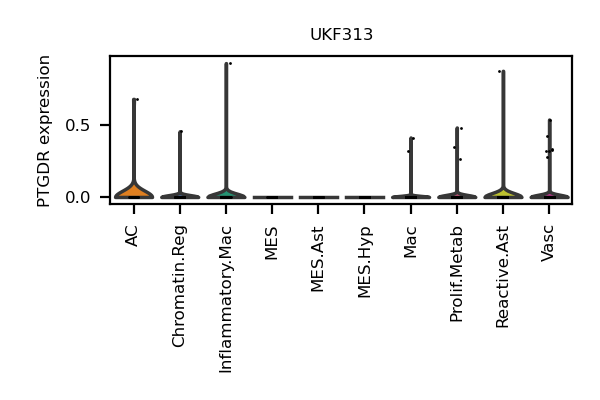 UKF313
PTGDR expression
0.5
0.0
AC
Chromatin.Reg
Inflammatory.Mac
MES
MES.Ast
MES.Hyp
Mac
Prolif.Metab
Reactive.Ast
Vasc